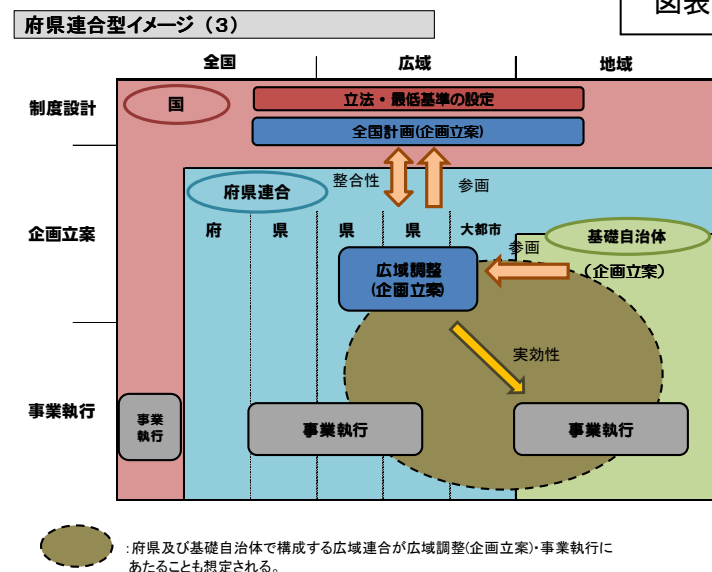 図表
府県連合型イメージ（３）
全国
広域
地域
制度設計
国
立法・最低基準の設定
全国計画(企画立案)
整合性
参画
府県連合
企画立案
府
県
県
県
大都市
基礎自治体
参画
広域調整
(企画立案)
（企画立案）
実効性
事業執行
事業
執行
事業執行
事業執行
:府県及び基礎自治体で構成する広域連合が広域調整(企画立案)・事業執行に
あたることも想定される。